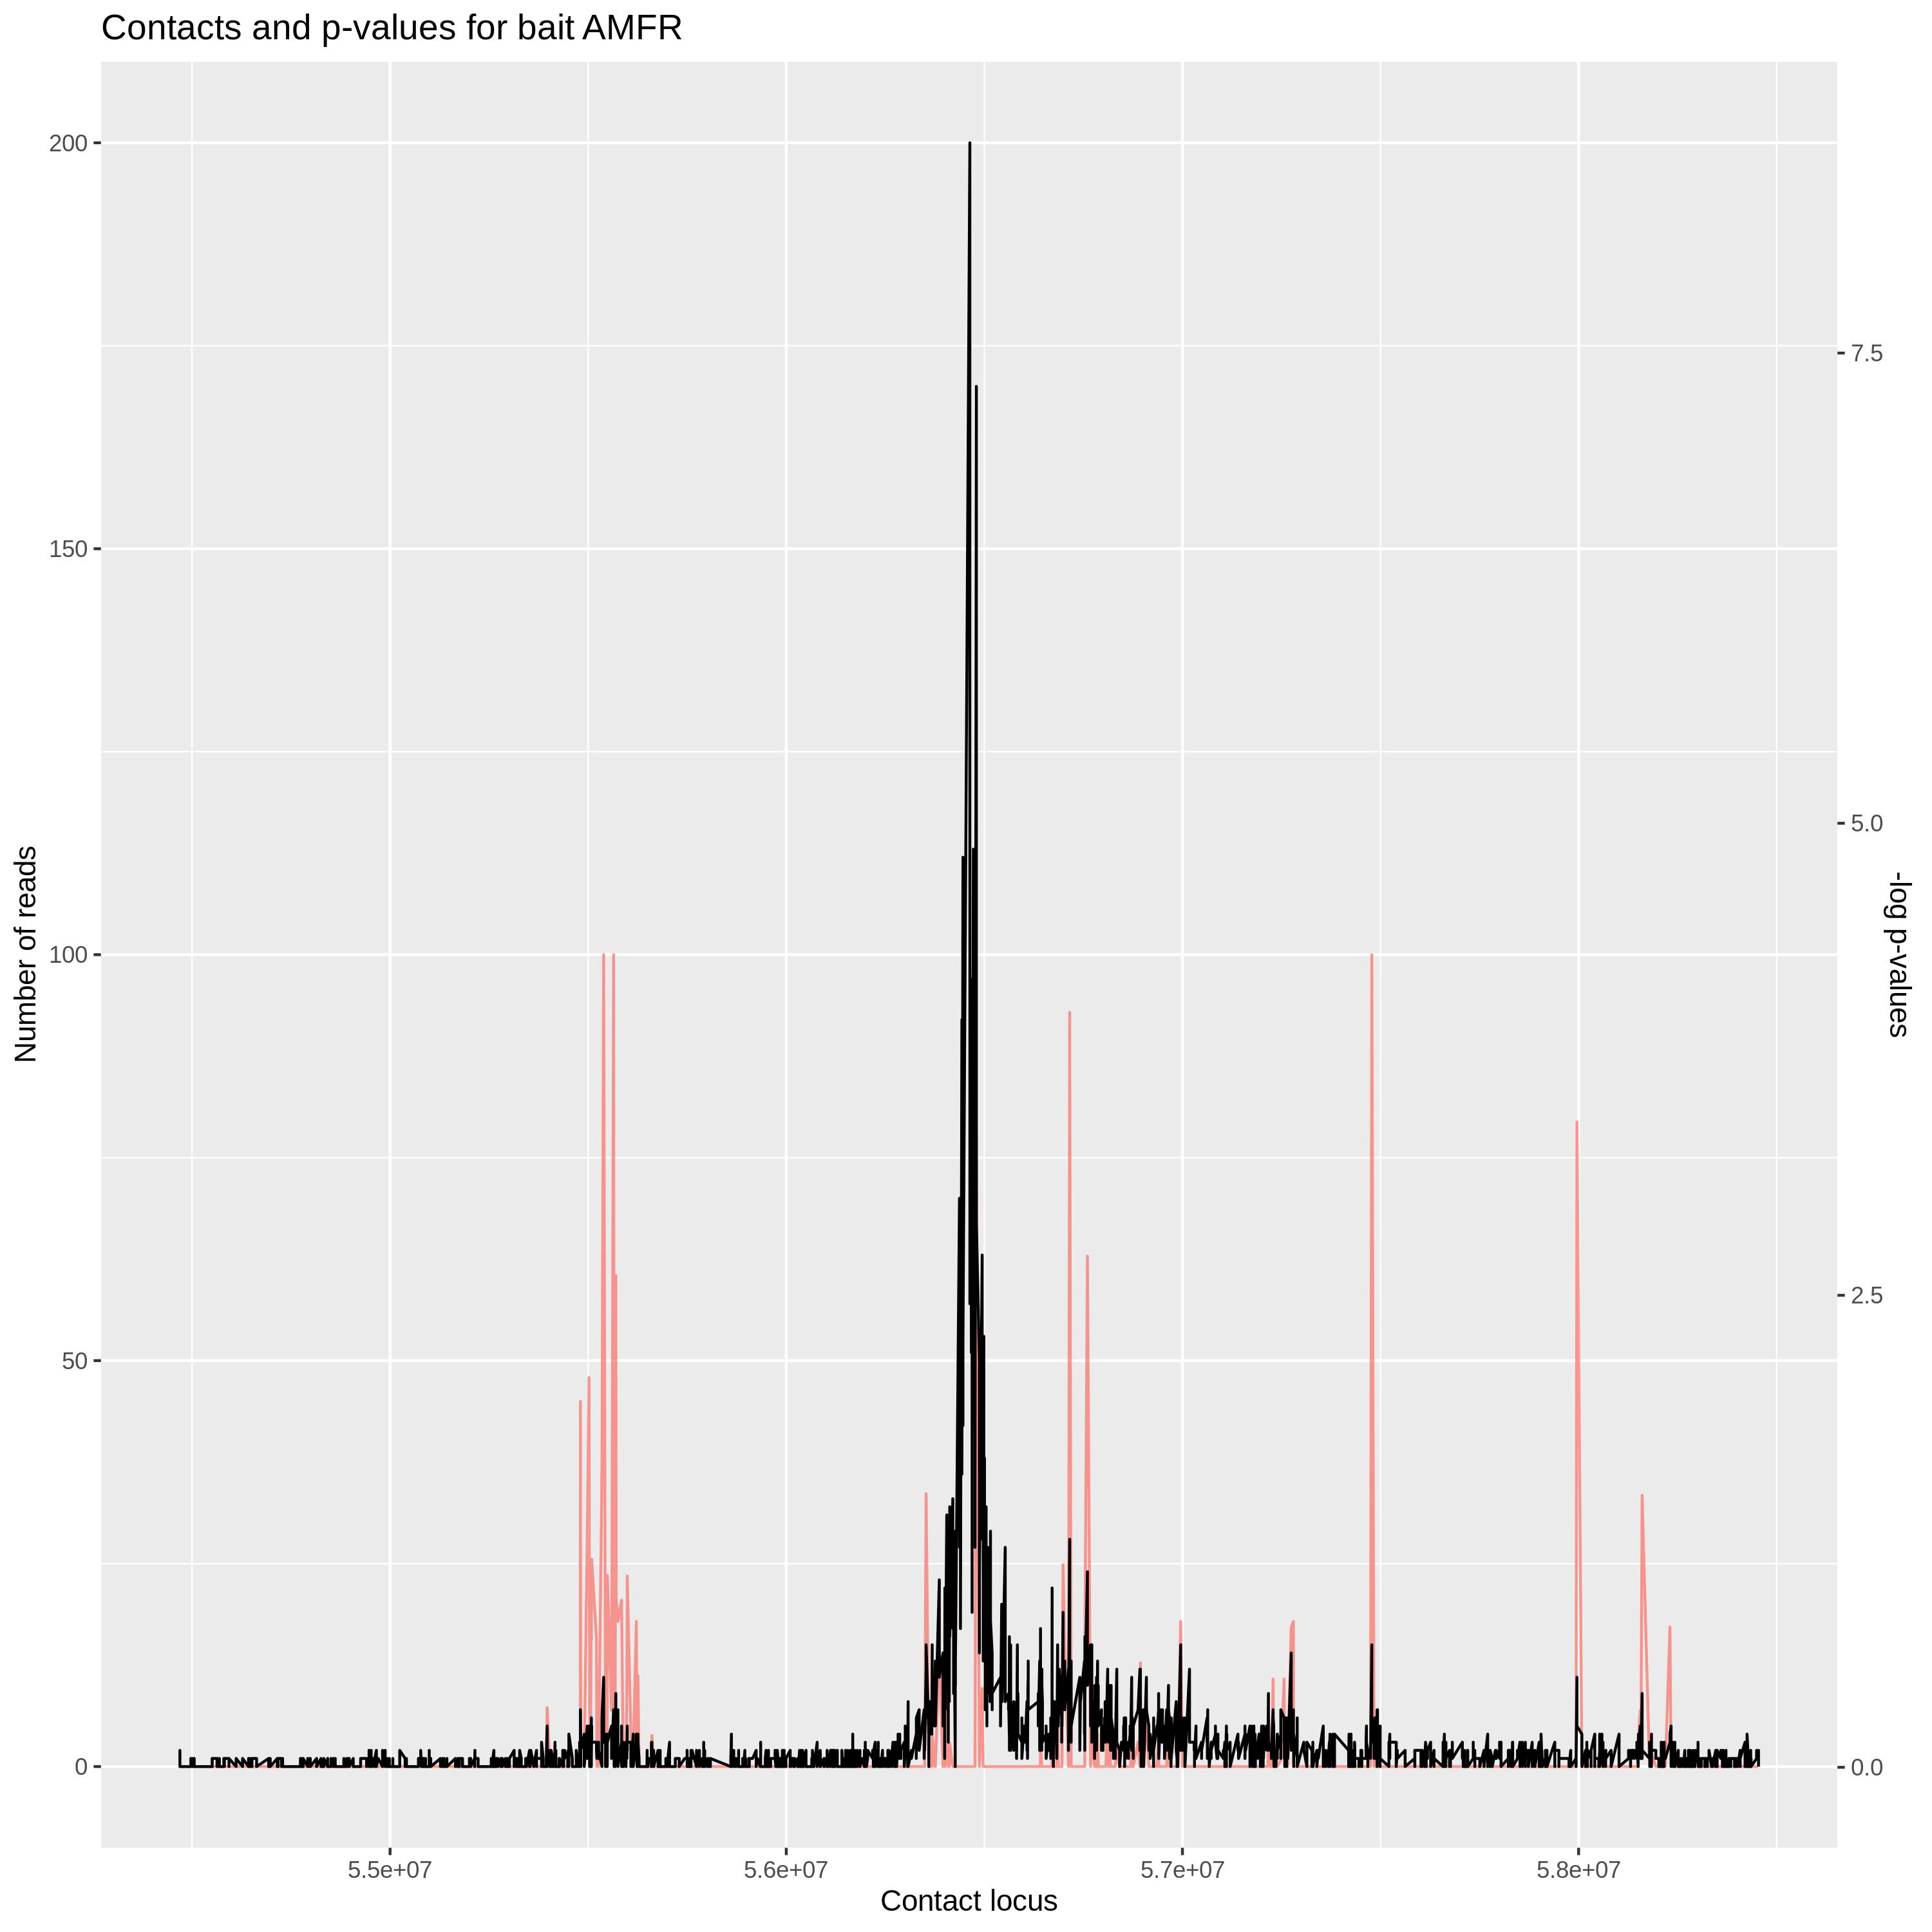 Contacts and p-values for bait AMFR
200
150
100
50
0
Number of reads
7.5
5.0
2.5
0.0
-log p-values
5.5e+07 5.6e+07 5.7e+07 5.8e+07
Contact locus